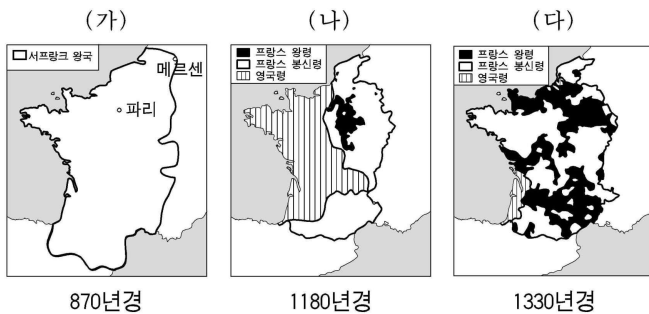 (가)
서프랑크 왕국
메르센
파리
870년경
(나)
프랑스 왕령
프랑스 봉신령
영국령
1180년경
(다)
프랑스 왕령
프랑스 봉신령
영국령
1330년경